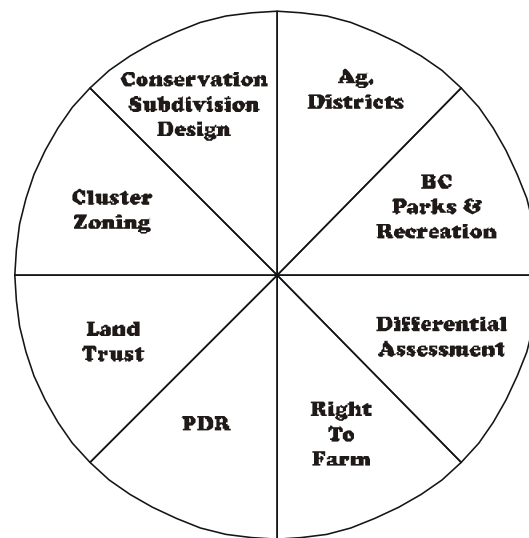 Conservation
Subdivision
Design
Ag.
Districts
BC
Parks &
Recreation
Differential
Assessment
Right
To
Farm
PDR
Land
Trust
Cluster
Zoning